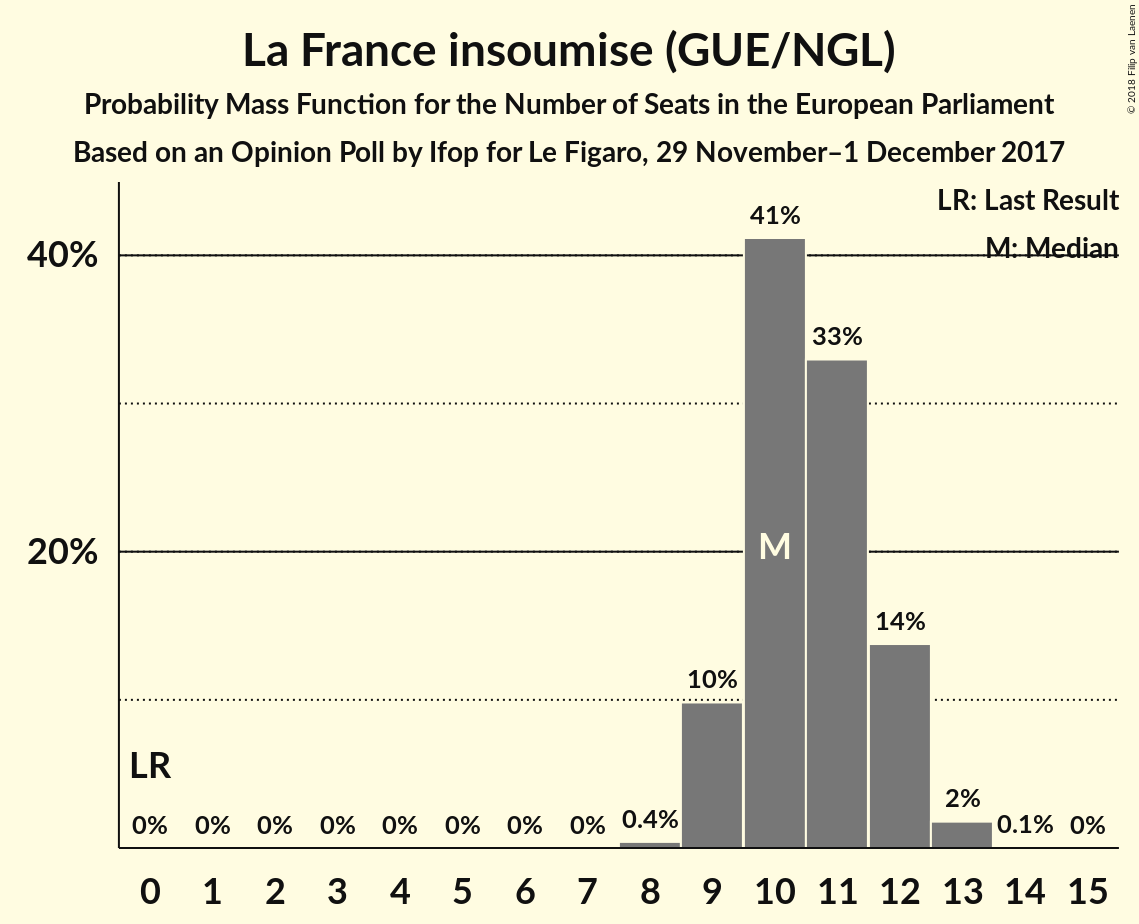 La France insoumise (GUE/NGL)
Probability Mass Function for the Number of Seats in the European Parliament
Based on an Opinion Poll by Ifop for Le Figaro, 29 November–1 December 2017
© 2018 Filip van Laenen
LR: Last Result
M: Median
40%
20%
41%
33%
M
14%
10%
LR
0% 0% 0% 0% 0% 0% 0% 0% 0.4% 2% 0.1% 0%
0 1 2 3 4 5 6 7 8 9 10 11 12 13 14 15